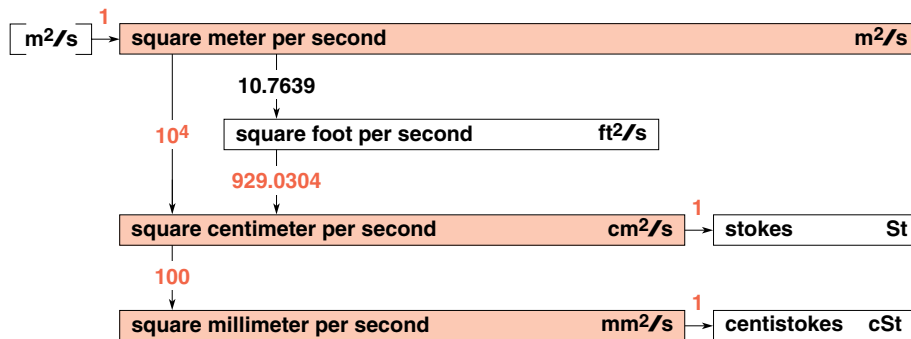 1
[m²/s] square meter per second m²/s
10.7639
10⁴
square foot per second ft²/s
929.0304
1
square centimeter per second cm²/s stokes St
100
1
square millimeter per second mm²/s centistokes cSt